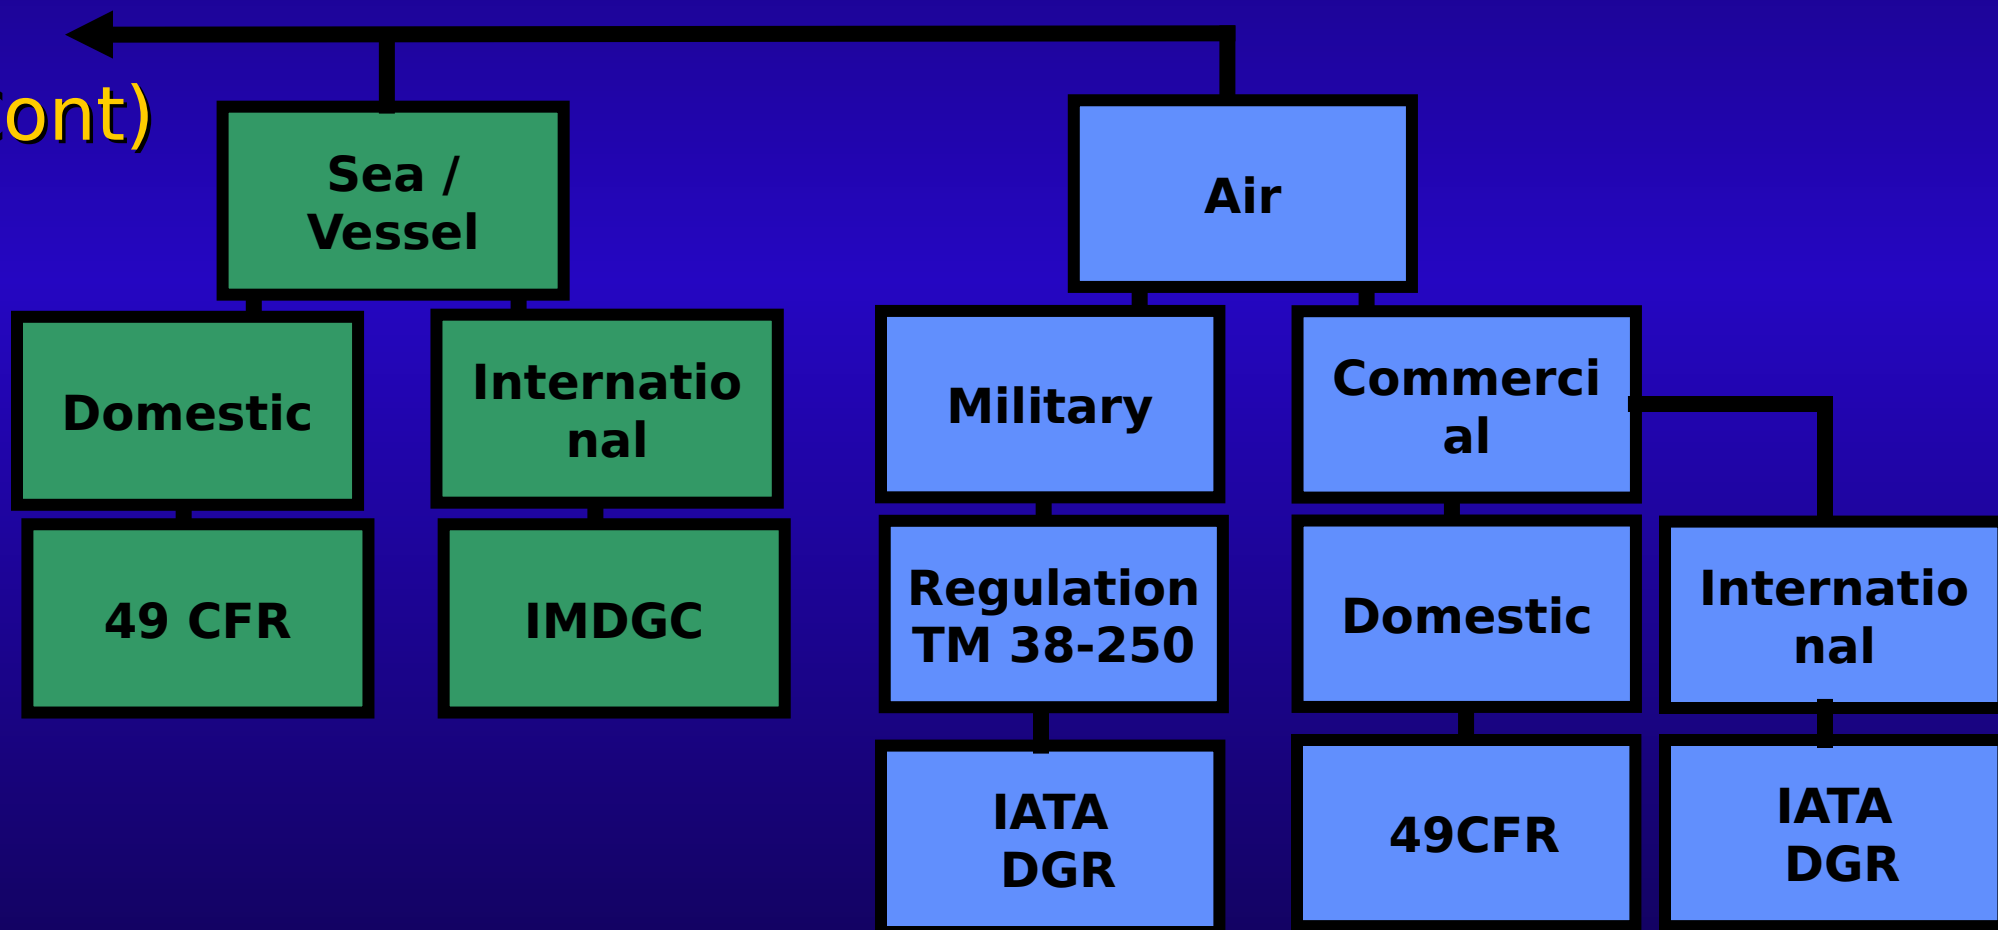 ont)
Sea /
Vessel
Air
Domestic
Internatio
nal
Military
Commerci
al
49 CFR
IMDGC
Regulation
TM 38-250
Domestic
Internatio
nal
IATA
DGR
49CFR
IATA
DGR